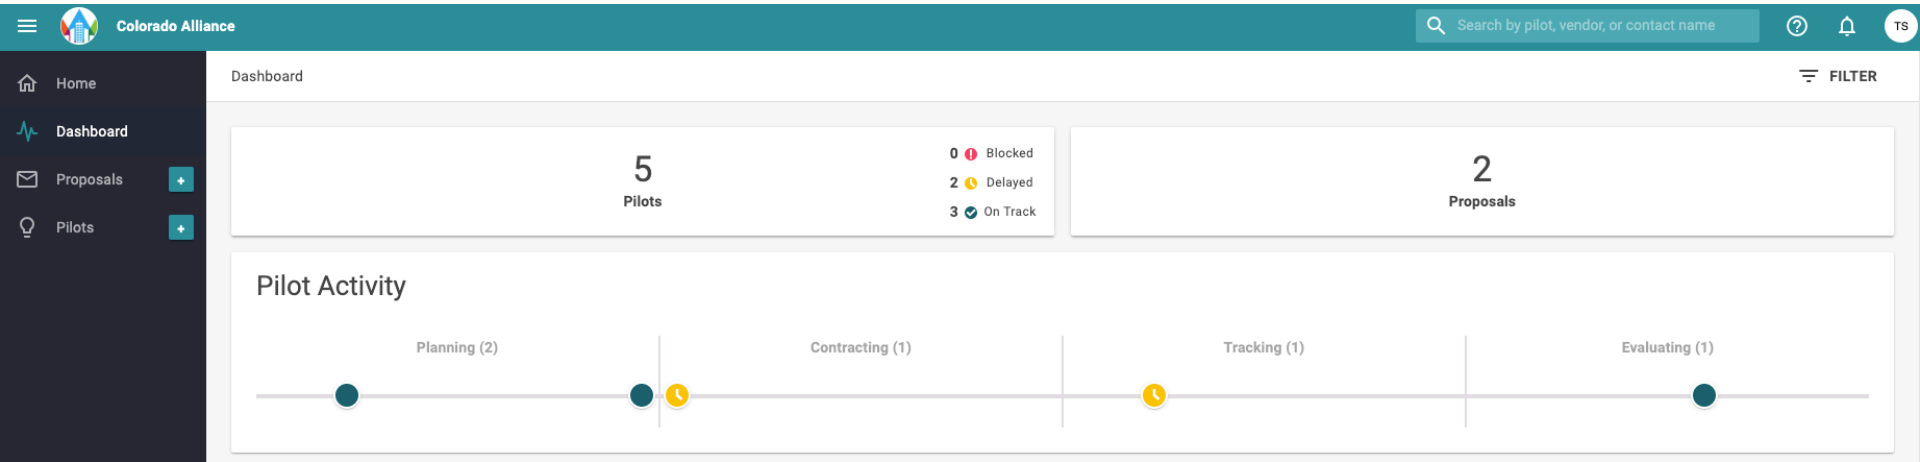 Colorado Alliance
Search by pilot, vendor, or contact name
TS
Home
Dashboard
Proposals
+
Pilots
+
Dashboard
FILTER
5
Pilots
0 Blocked
2 Delayed
3 On Track
2
Proposals
Pilot Activity
Planning (2)
Contracting (1)
Tracking (1)
Evaluating (1)